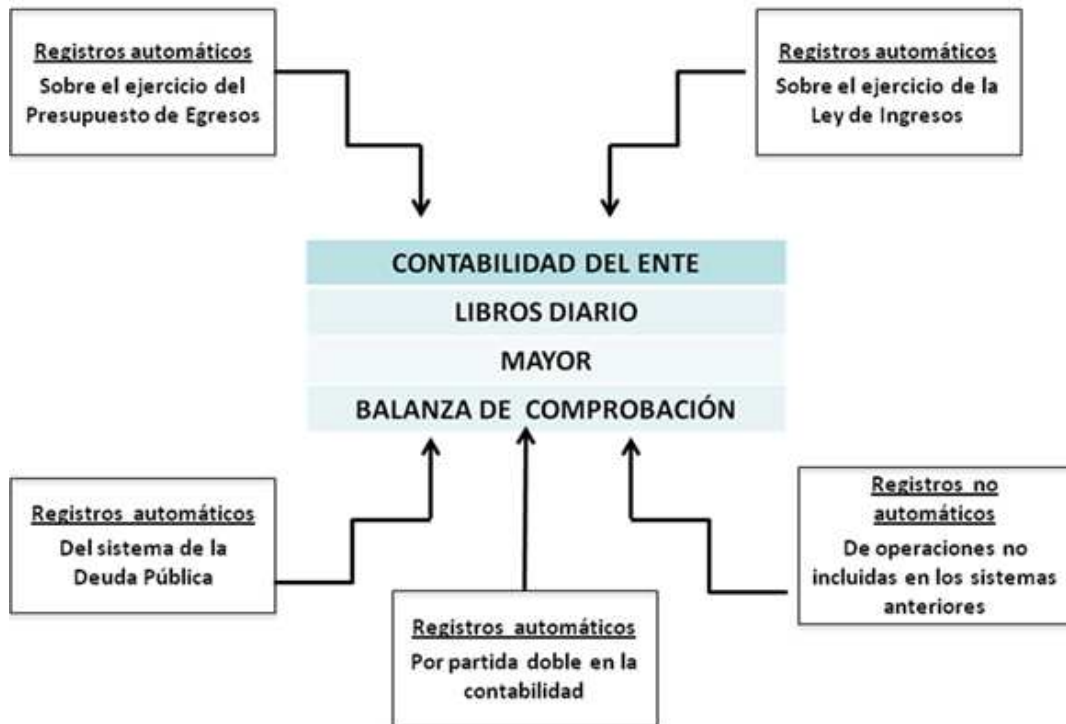 Registros automáticos
Sobre el ejercicio del
Presupuesto de Egresos
Registros automáticos
Sobre el ejercicio de la
Ley de Ingresos
CONTABILIDAD DEL ENTE
LIBROS DIARIO
MAYOR
BALANZA DE COMPROBACIÓN
Registros automáticos
Del sistema de la
Deuda Pública
Registros automáticos
Por partida doble en la
contabilidad
Registros no
automáticos
De operaciones no
incluidas en los sistemas
anteriores